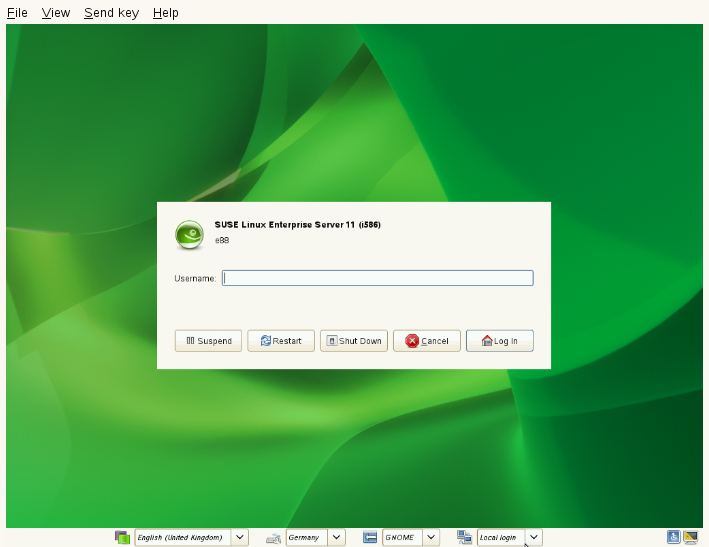 File View Send key Help
SUSE Linux Enterprise Server 11 (i586)
e88
Username:
Suspend Restart Shut Down Cancel Log In
English (United Kingdom) Germany GNOME Local login